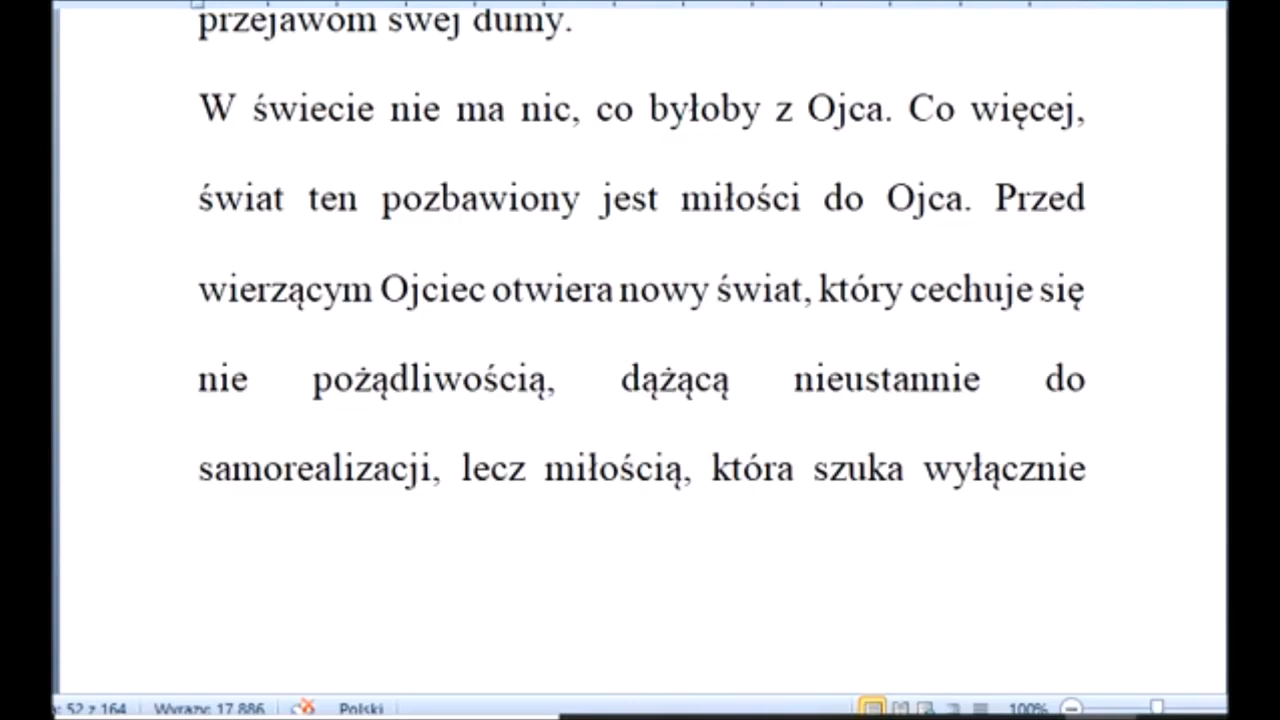 przejawom swej dumy.
W świecie nie ma nic, co byłoby z Ojca. Co więcej,
świat ten pozbawiony jest miłości do Ojca. Przed
wierzącym Ojciec otwiera nowy świat, który cechuje się
nie pożądliwością, dążącą nieustannie do
samorealizacji, lecz miłością, która szuka wyłącznie
: 52 z 164 Wyrazy: 17 886 Polski 100%